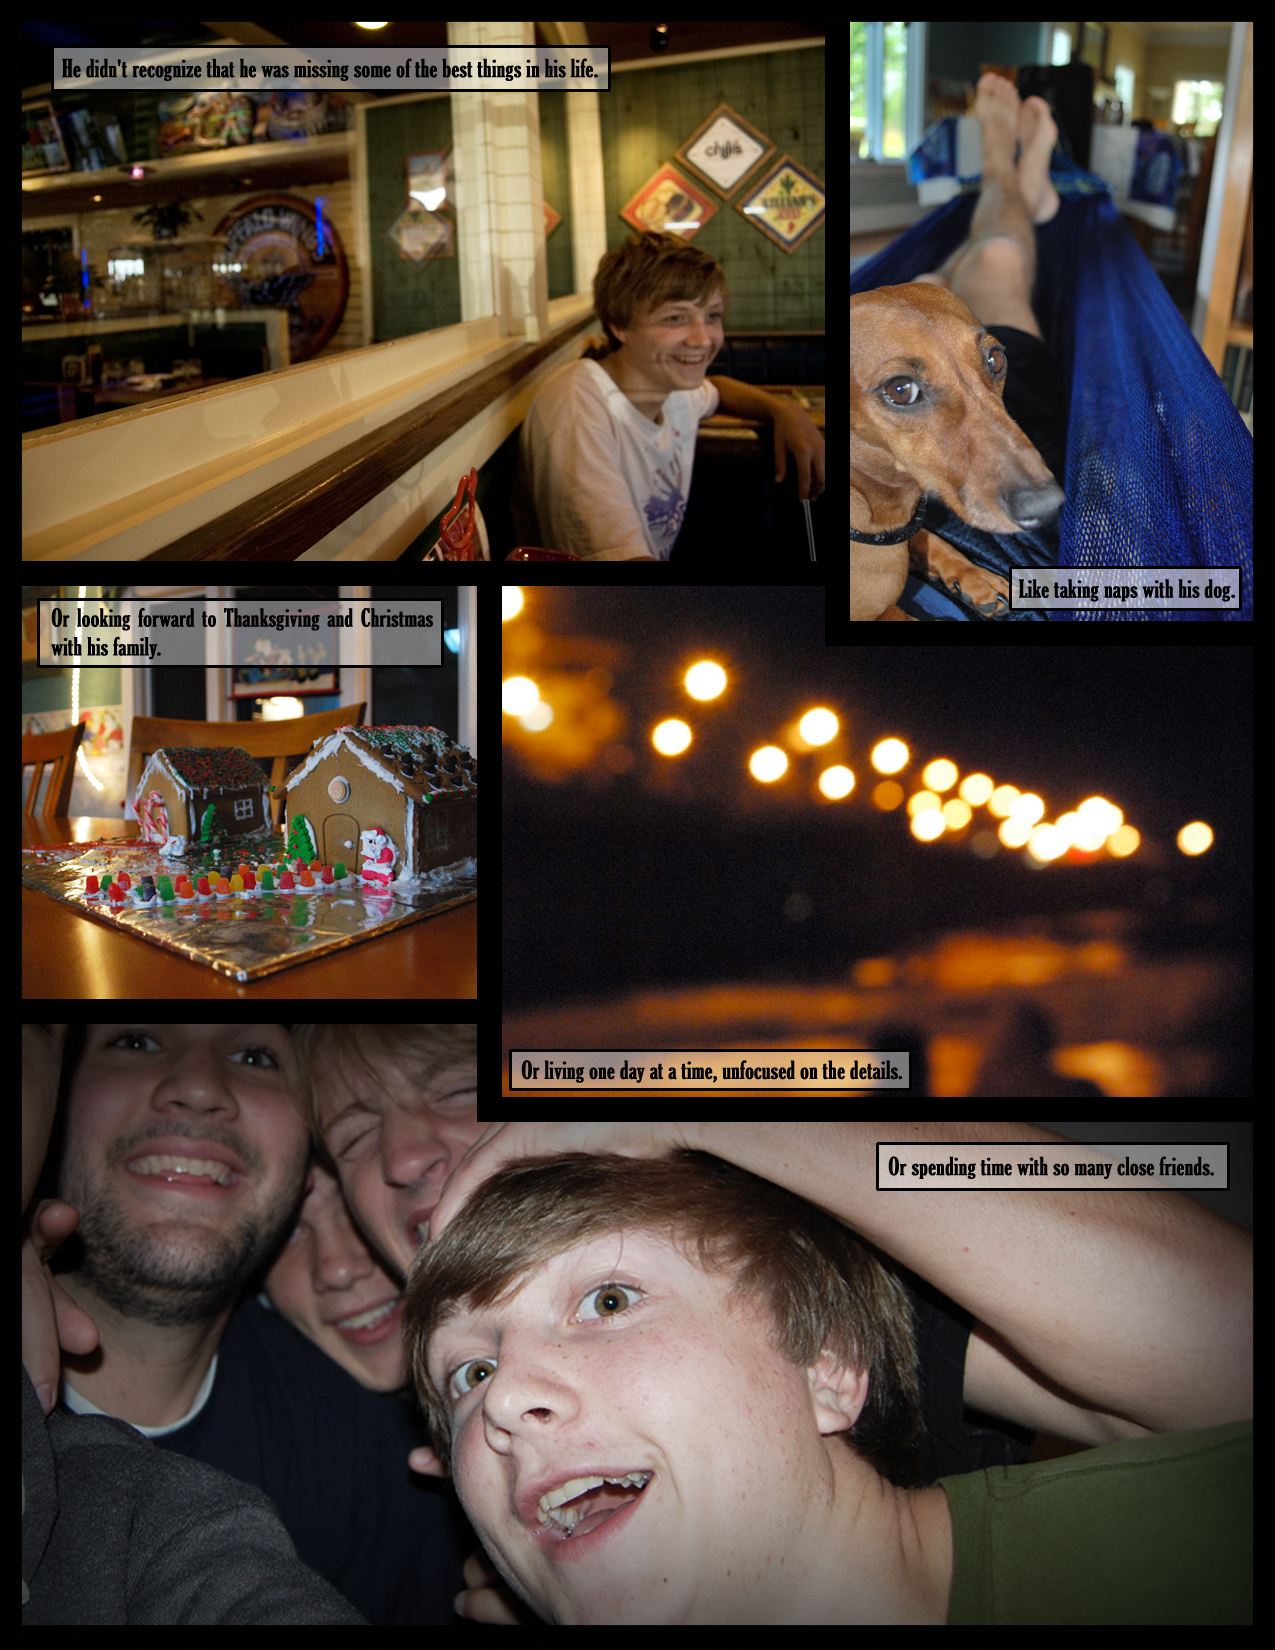 He didn't recognize that he was missing some of the best things in his life.
chili's
Like taking naps with his dog.
Or looking forward to Thanksgiving and Christmas
with his family.
Or living one day at a time, unfocused on the details.
Or spending time with so many close friends.